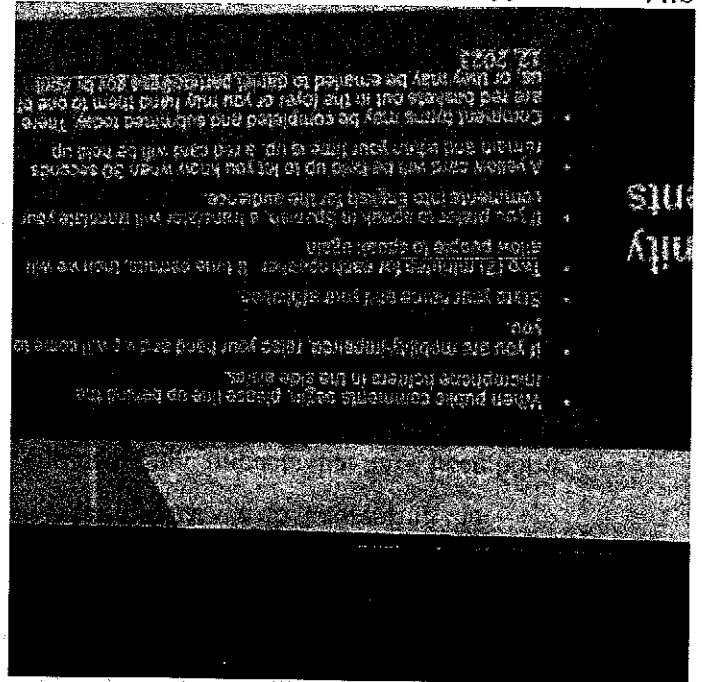 nity
ents
• When public comments begin, please line up behind the
microphone holders in the side aisles.
• If you are mobility-impaired, raise your hand and we will come to
you.
• State your name and your affiliation.
• Two (2) minutes for each speaker. If time permits, then we will
allow people to speak again
• If you prefer to speak in Spanish, a translator will translate your
comments into English for the audience.
• A yellow card will be held up to let you know when 30 seconds
remain and when your time is up, a red card will be held up
• Comment forms may be completed and submitted today. There
are red baskets out in the foyer or you may hand them to one of
us, or they may be emailed to by
12, 2023